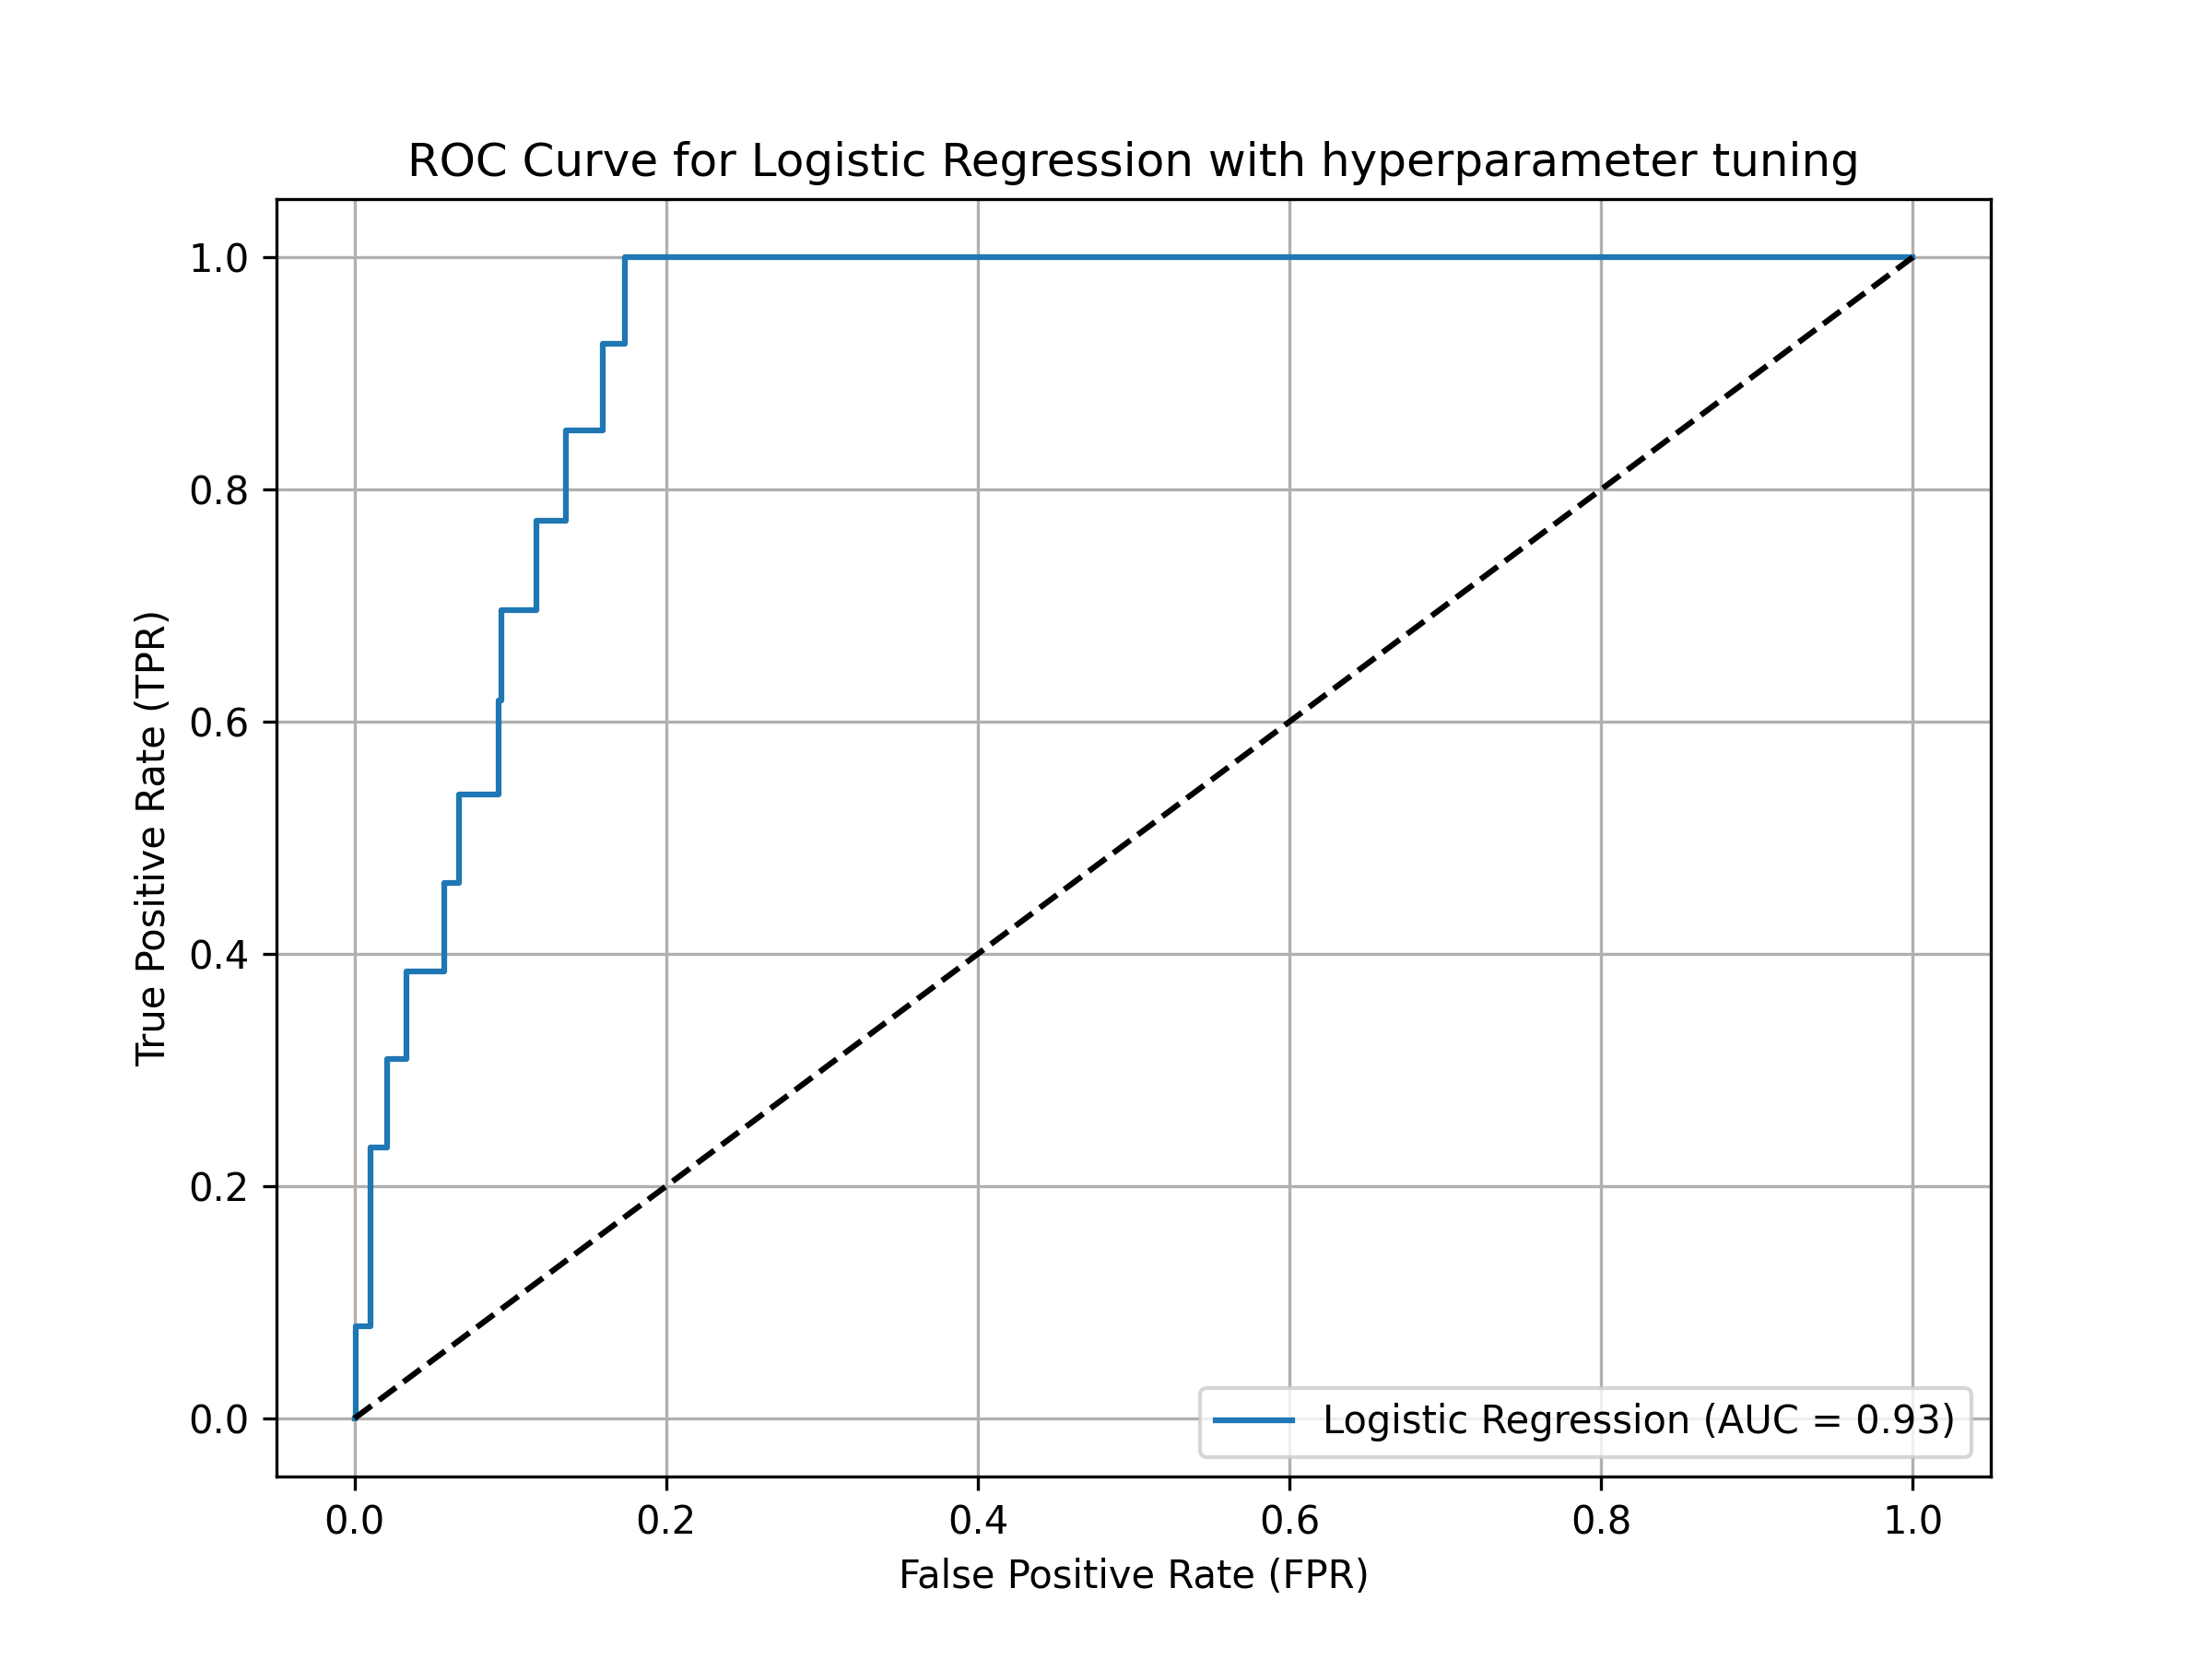 ROC Curve for Logistic Regression with hyperparameter tuning
True Positive Rate (TPR)
1.0
0.8
0.6
0.4
0.2
0.0
Logistic Regression (AUC = 0.93)
0.0 0.2 0.4 0.6 0.8 1.0
False Positive Rate (FPR)